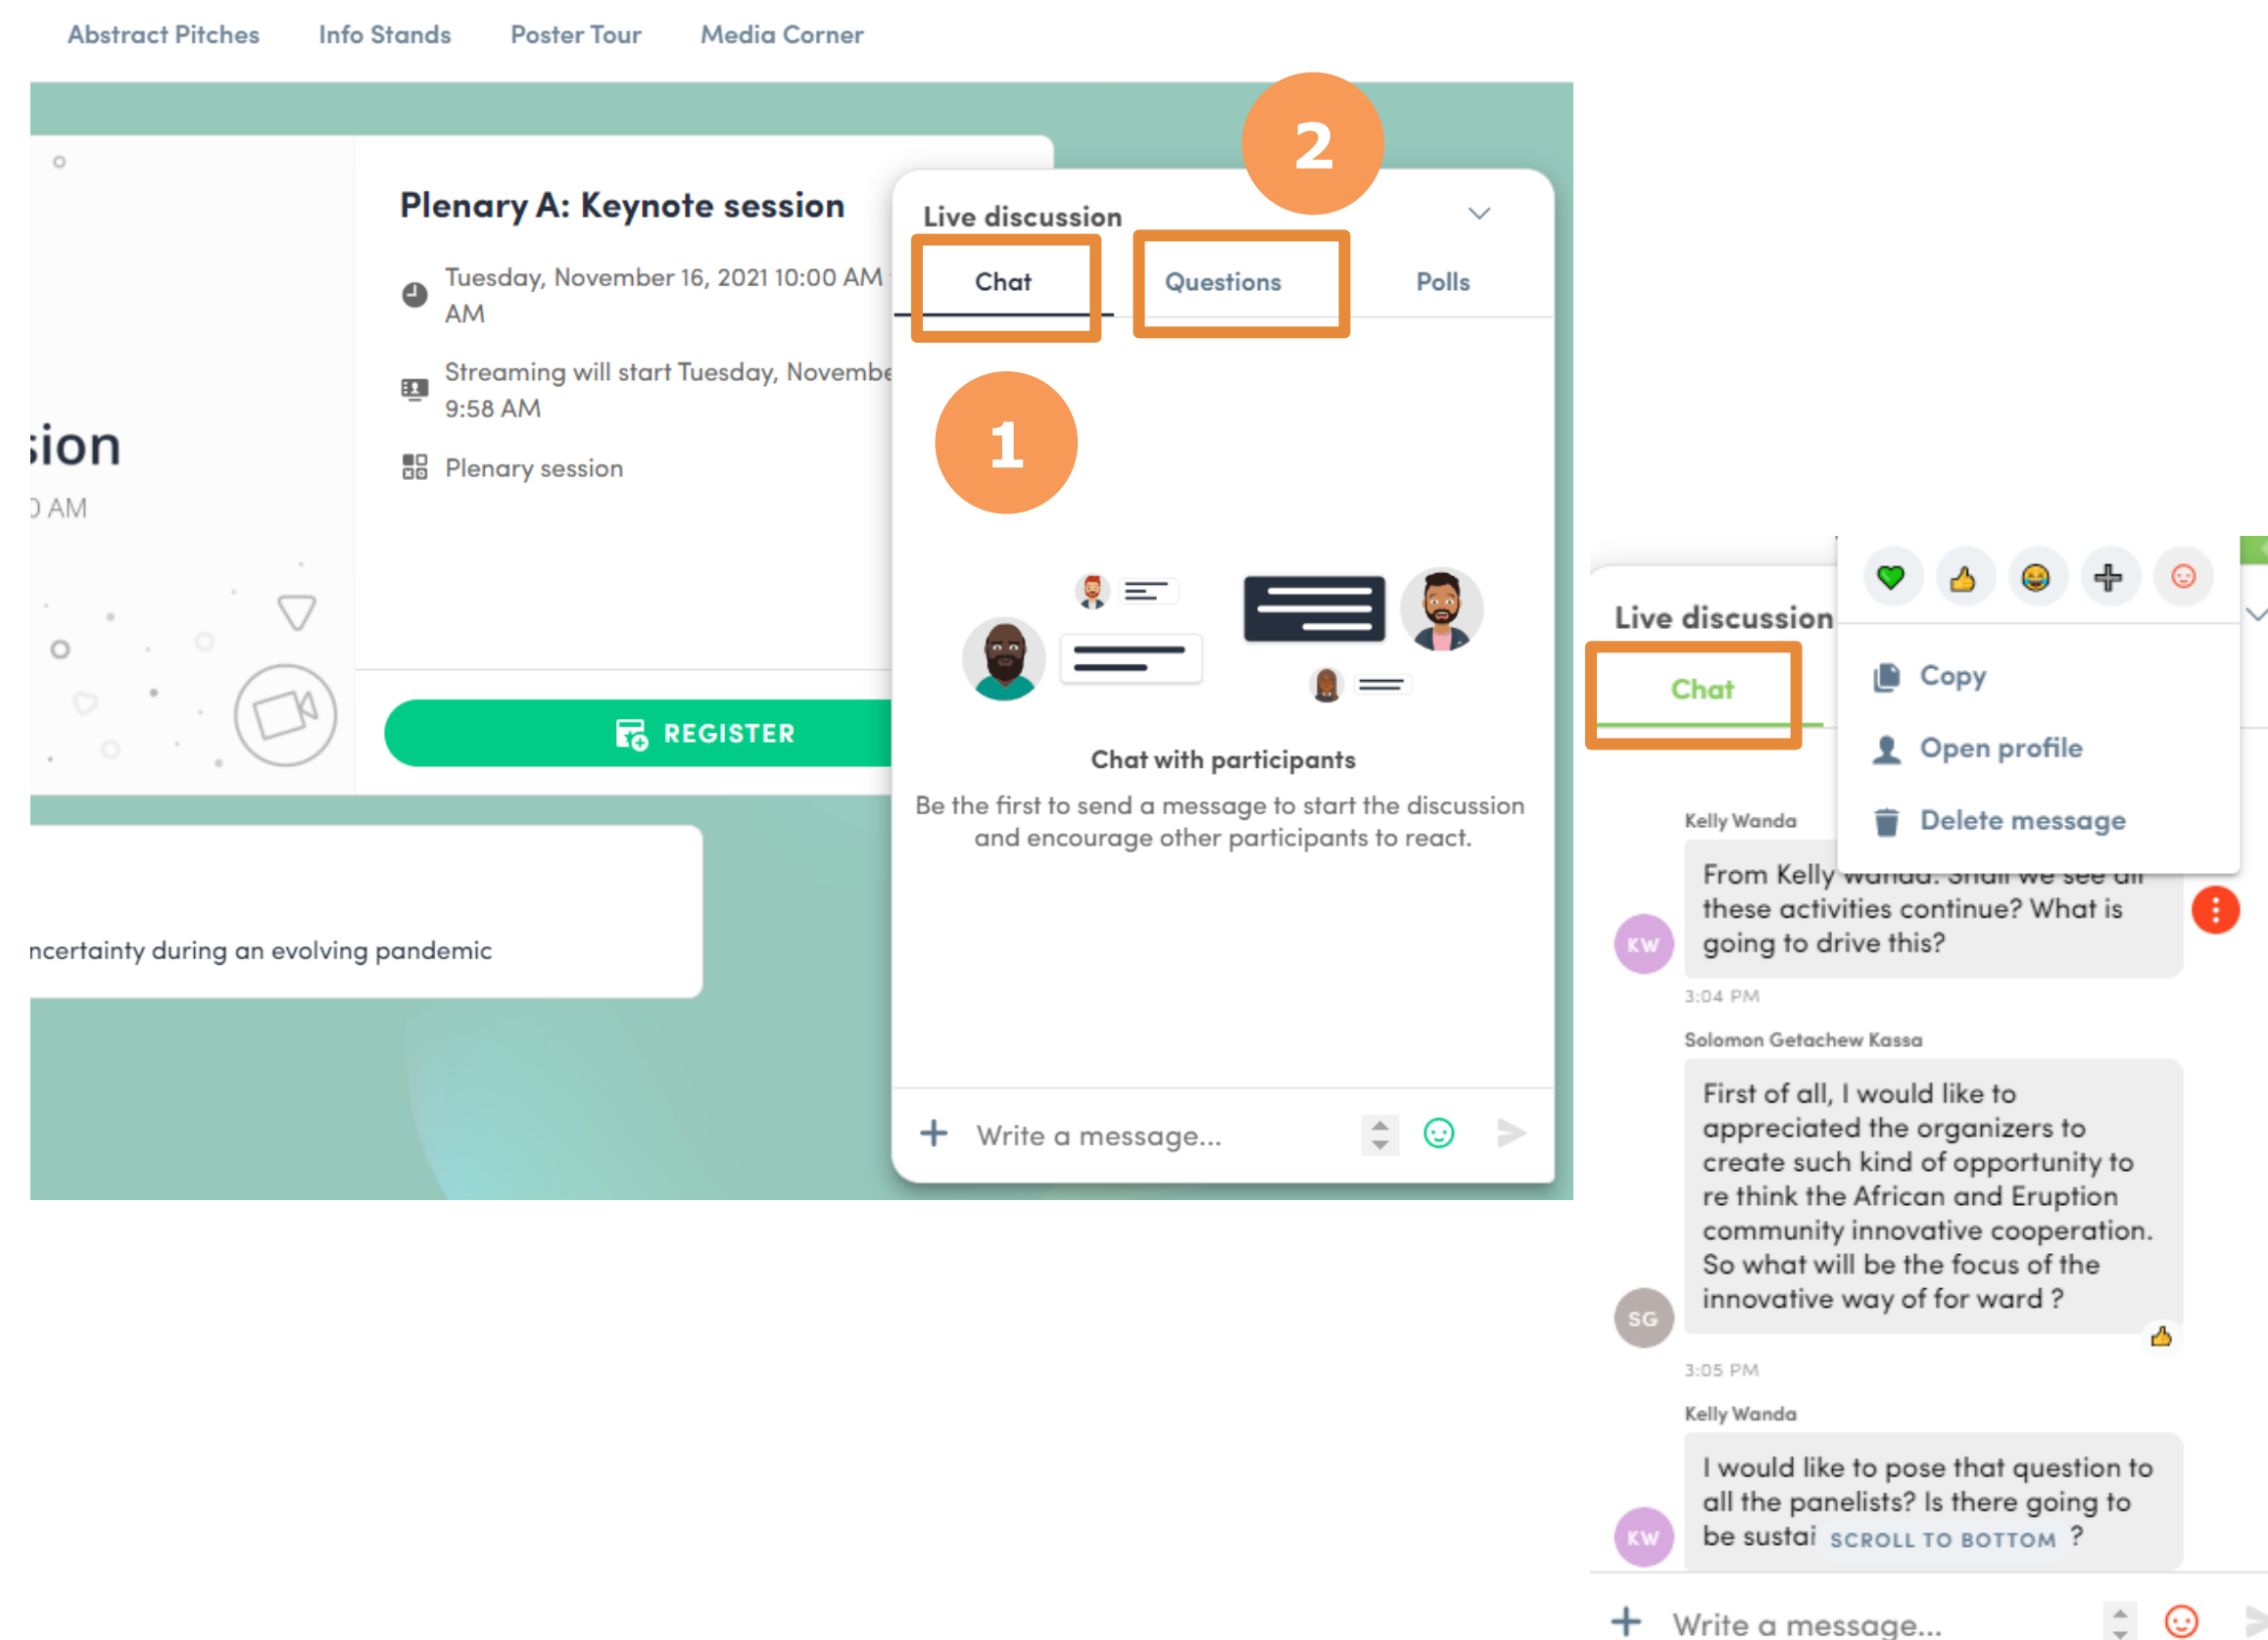 Abstract Pitches Info Stands Poster Tour Media Corner
2
Plenary A: Keynote session
Tuesday, November 16, 2021 10:00 AM
AM
Streaming will start Tuesday, Novembe
9:58 AM
Plenary session
sion
0 AM
REGISTER
ncertainty during an evolving pandemic
Live discussion
Chat Questions Polls
1
Chat with participants
Be the first to send a message to start the discussion
and encourage other participants to react.
Write a message...
Live discussion
Chat
Copy
Open profile
Delete message
Kelly Wanda
From Kelly Wanda. Shall we see all
these activities continue? What is
going to drive this?
KW
3:04 PM
Solomon Getachew Kassa
First of all, I would like to
appreciated the organizers to
create such kind of opportunity to
re think the African and Eruption
community innovative cooperation.
So what will be the focus of the
innovative way of for ward ?
SG
3:05 PM
Kelly Wanda
I would like to pose that question to
all the panelists? Is there going to
be sustai SCROLL TO BOTTOM ?
KW
Write a message...